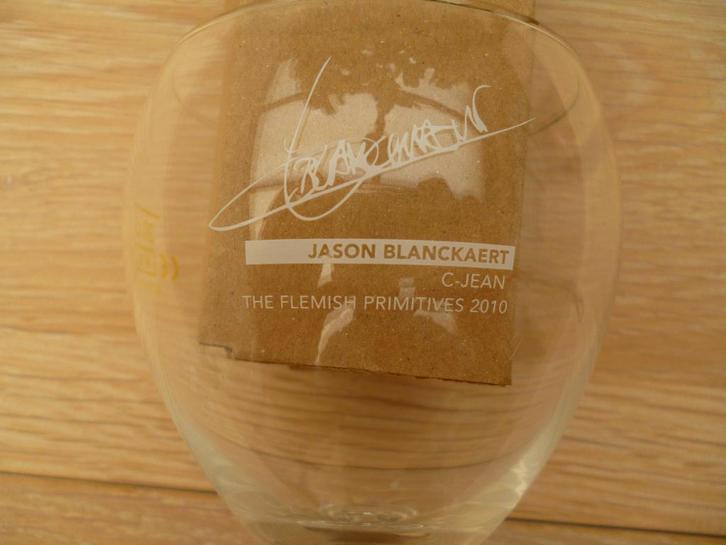 JASON BLANCKAERT
C-JEAN
THE FLEMISH PRIMITIVES 2010